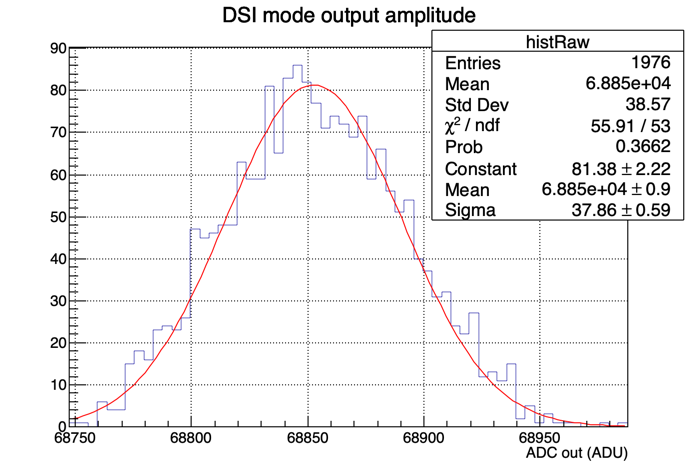 DSI mode output amplitude
histRaw
Entries 1976
Mean 6.885e+04
Std Dev 38.57
χ² / ndf 55.91 / 53
Prob 0.3662
Constant 81.38 ± 2.22
Mean 6.885e+04 ± 0.9
Sigma 37.86 ± 0.59
90
80
70
60
50
40
30
20
10
0
68750 68800 68850 68900 68950
ADC out (ADU)